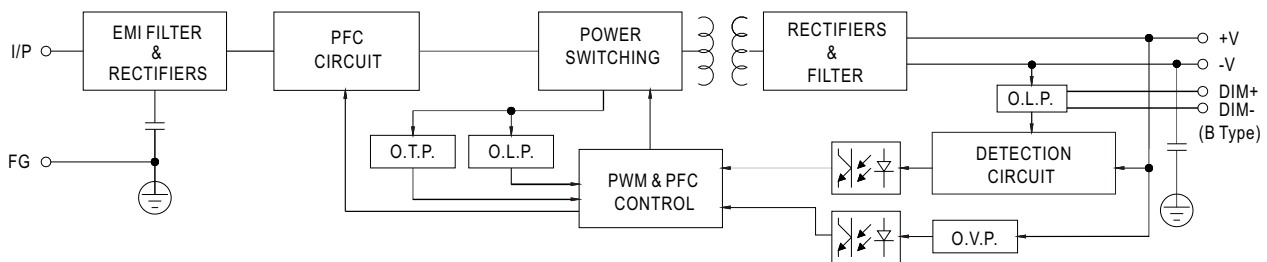 I/P
EMI FILTER
&
RECTIFIERS
PFC
CIRCUIT
POWER
SWITCHING
RECTIFIERS
&
FILTER
+V
-V
DIM+
DIM-
(B Type)
O.L.P.
FG
O.T.P.
O.L.P.
PWM & PFC
CONTROL
DETECTION
CIRCUIT
O.V.P.